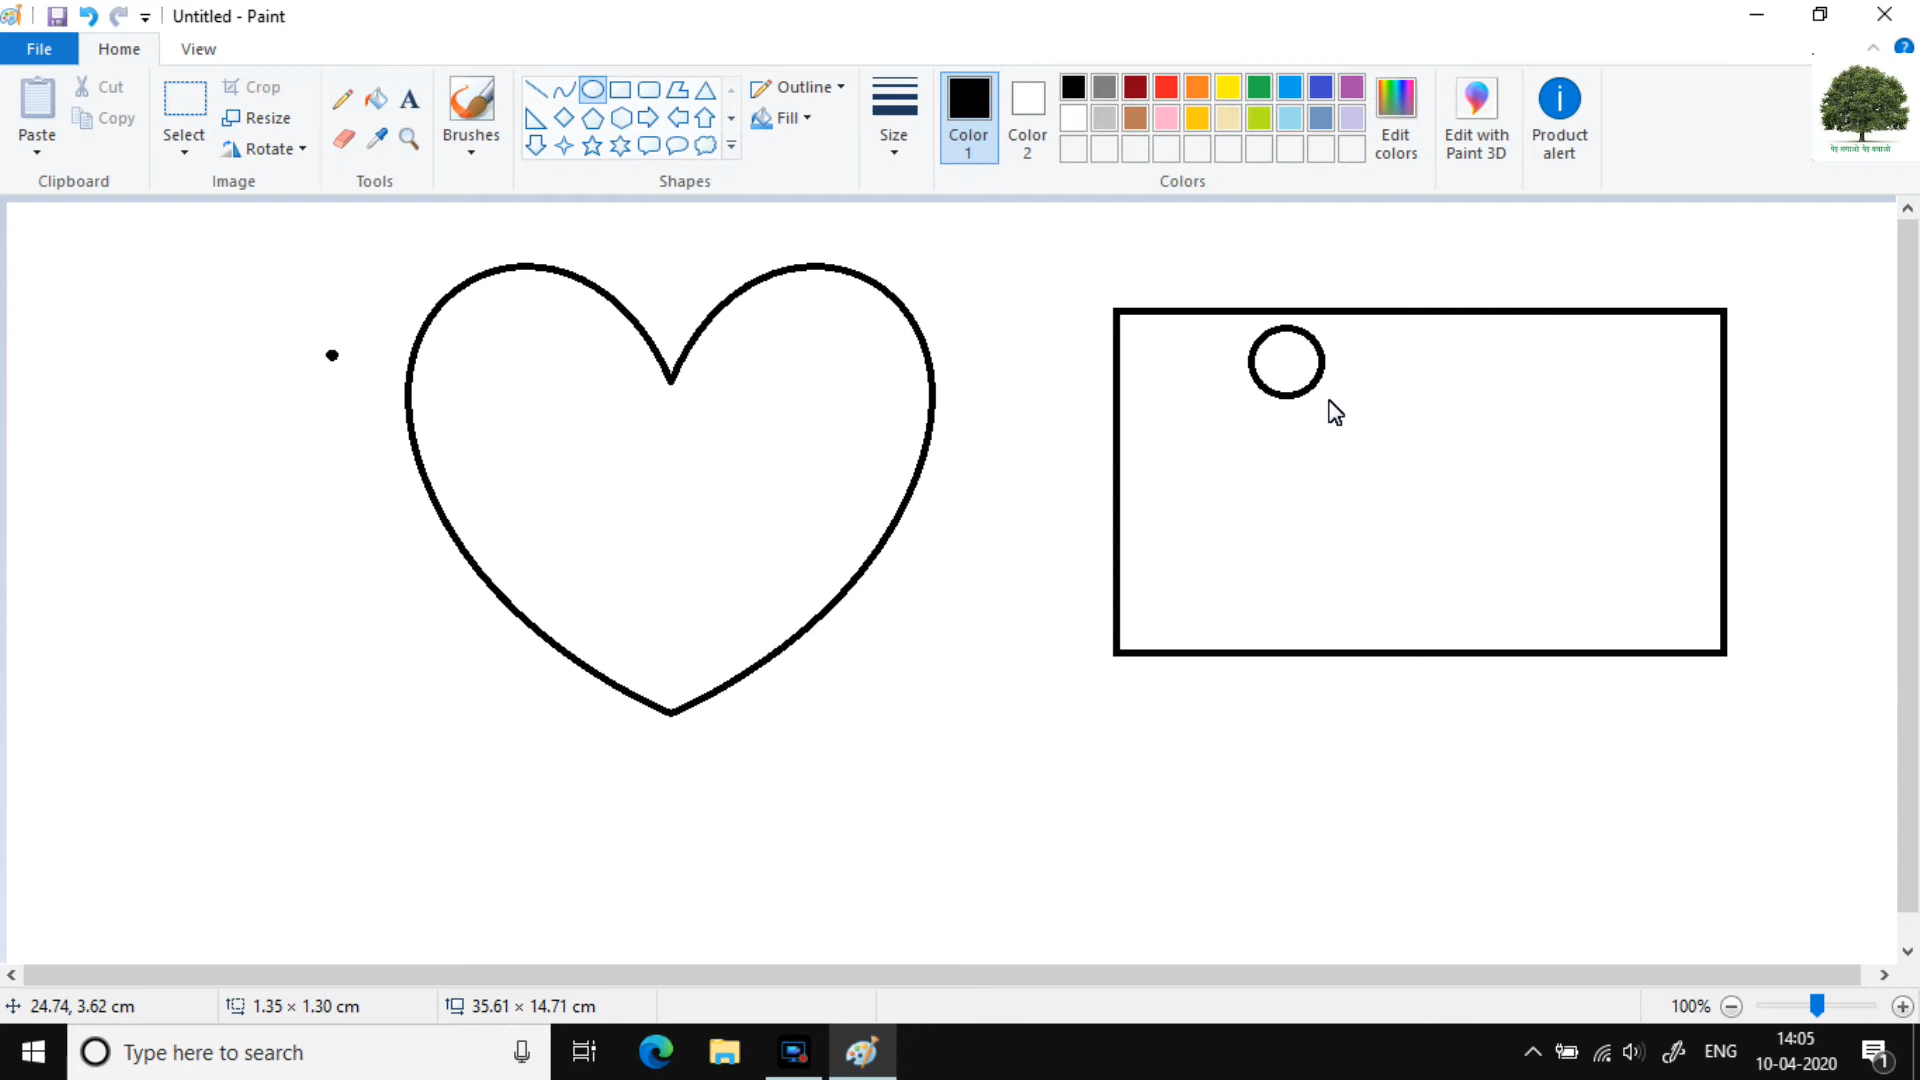 Untitled - Paint
File Home View
Paste
Cut
Copy
Clipboard
Select
Crop
Resize
Rotate
Image
A
Tools
Brushes
Shapes
Outline
Fill
Size
Color 1
Color 2
Colors
Edit colors
Edit with Paint 3D
Product alert
पेड़ लगाओ पेड़ बचाओ
24.74, 3.62 cm
1.35 × 1.30 cm
35.61 × 14.71 cm
100%
Type here to search
ENG
14:05
10-04-2020
1